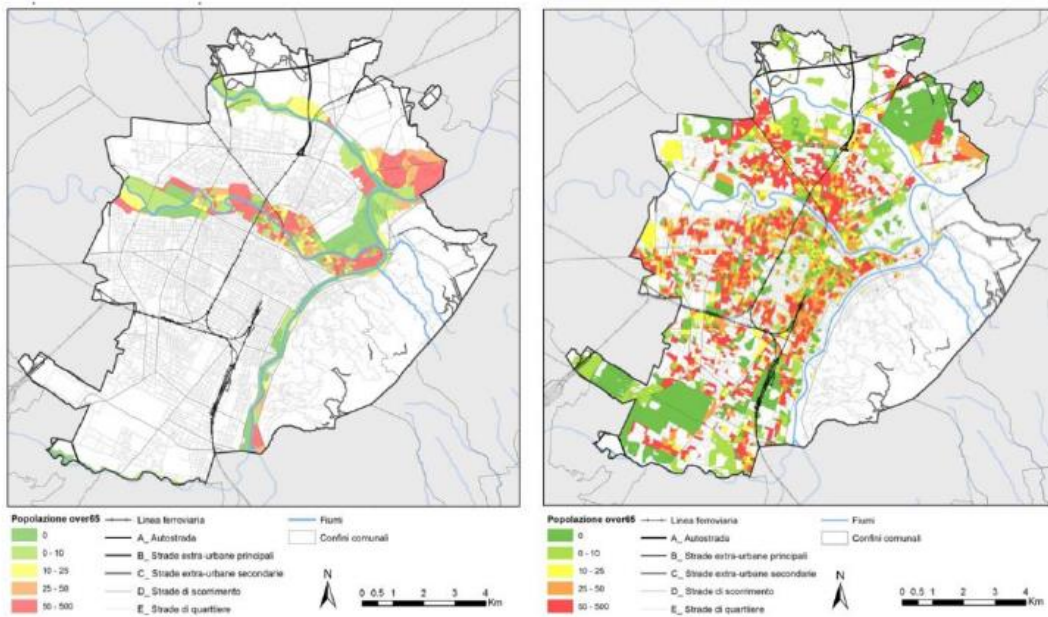 Popolazione over65
0
0 - 10
10 - 25
25 - 50
50 - 500
Linea ferroviaria
A_ Autostrada
B_ Strade extra-urbane principali
C_ Strade extra-urbane secondarie
D_ Strade di scorrimento
E_ Strade di quartiere
Fiumi
Confini comunali
N
0 0.5 1 2 3 4
Km
Popolazione over65
0
0 - 10
10 - 25
25 - 50
50 - 500
Linea ferroviaria
A_ Autostrada
B_ Strade extra-urbane principali
C_ Strade extra-urbane secondarie
D_ Strade di scorrimento
E_ Strade di quartiere
Fiumi
Confini comunali
N
0 0.5 1 2 3 4
Km